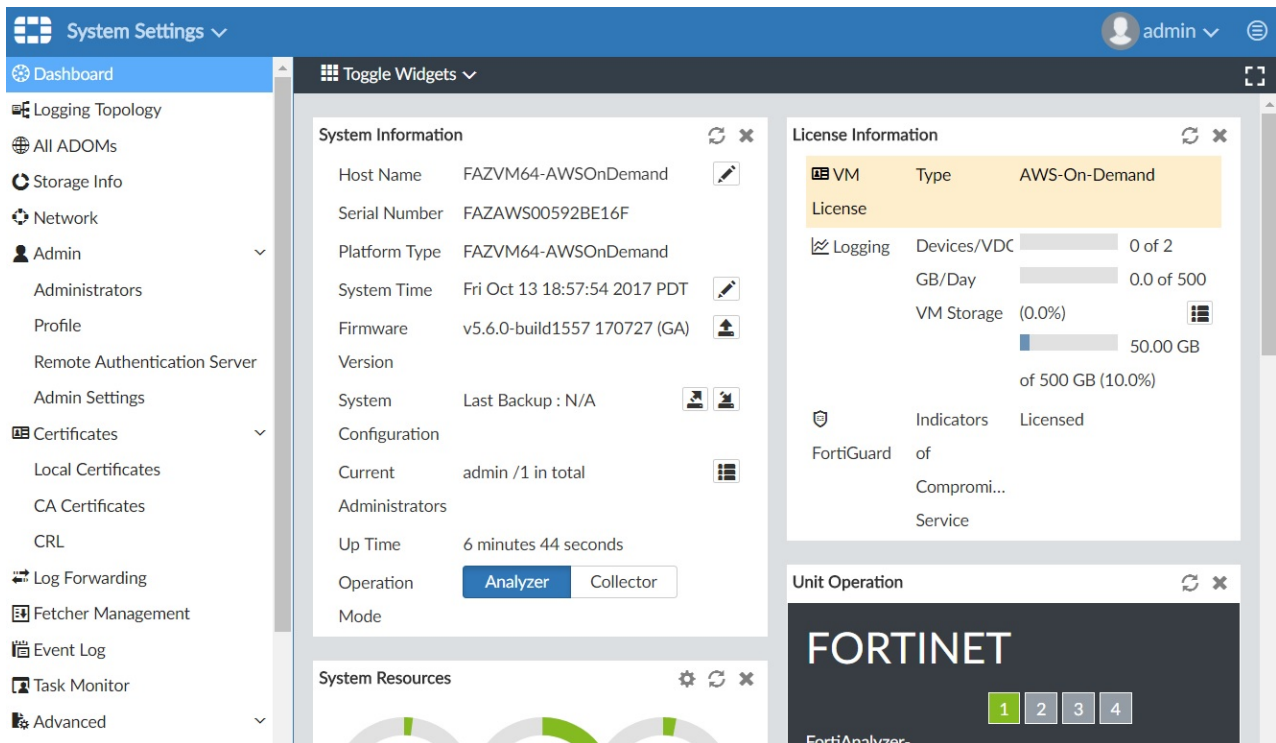 System Settings
admin
Dashboard
Logging Topology
All ADOMs
Storage Info
Network
Admin
Administrators
Profile
Remote Authentication Server
Admin Settings
Certificates
Local Certificates
CA Certificates
CRL
Log Forwarding
Fetcher Management
Event Log
Task Monitor
Advanced
Toggle Widgets
System Information
Host Name FAZVM64-AWSOnDemand
Serial Number FAZAWS00592BE16F
Platform Type FAZVM64-AWSOnDemand
System Time Fri Oct 13 18:57:54 2017 PDT
Firmware v5.6.0-build1557 170727 (GA)
Version
System Last Backup : N/A
Configuration
Current admin /1 in total
Administrators
Up Time 6 minutes 44 seconds
Operation Analyzer Collector
Mode
System Resources
License Information
VM Type AWS-On-Demand
License
Logging Devices/VDO 0 of 2
GB/Day 0.0 of 500
VM Storage (0.0%)
50.00 GB
of 500 GB (10.0%)
Indicators Licensed
FortiGuard of
Compromi...
Service
Unit Operation
FORTINET
1 2 3 4
FortiAnalyzer-